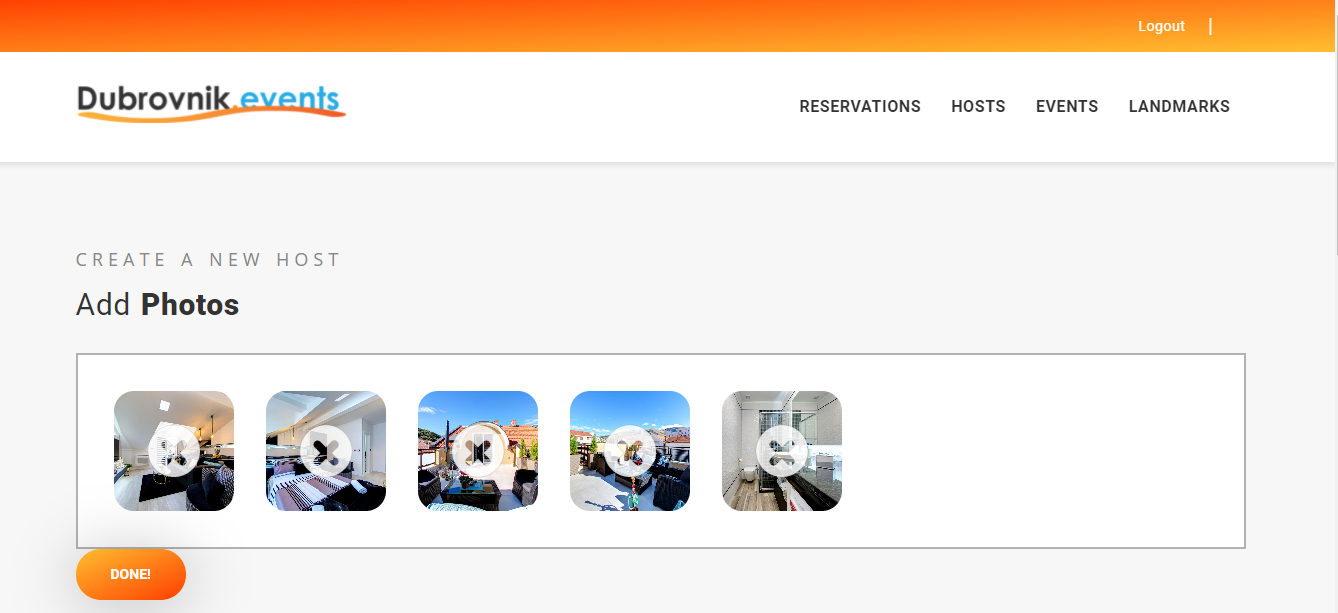 Logout |
Dubrovnik.events
RESERVATIONS HOSTS EVENTS LANDMARKS
CREATE A NEW HOST
Add Photos
DONE!